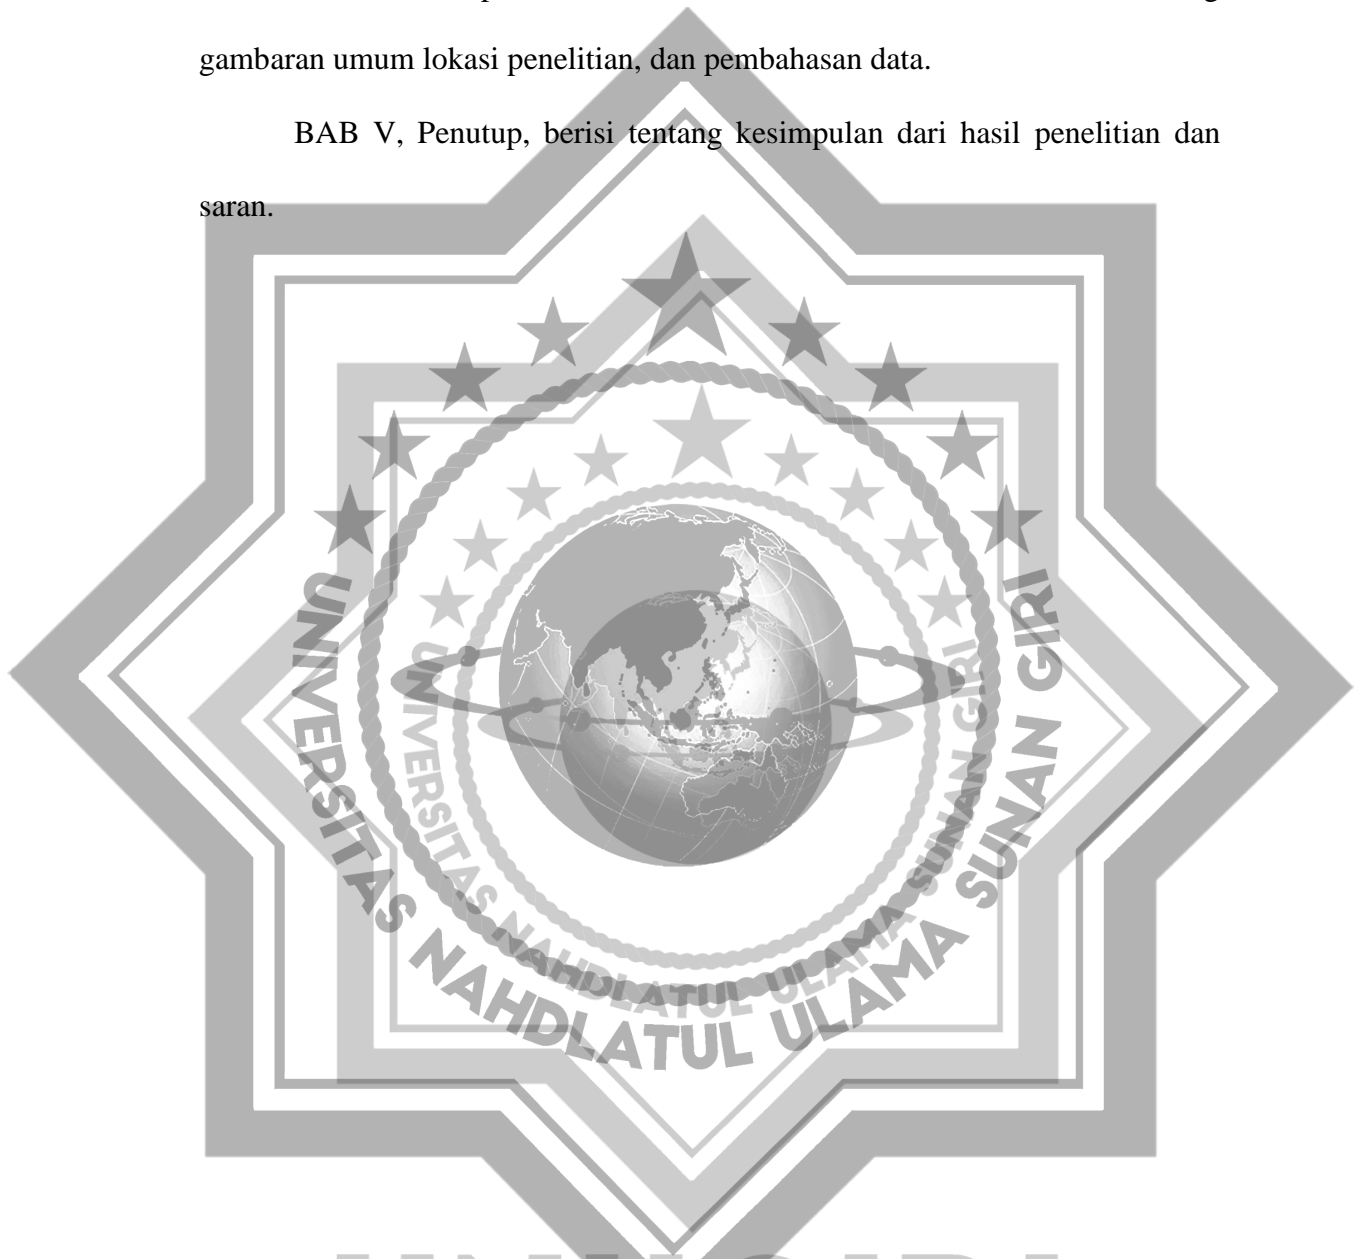 gambaran umum lokasi penelitian, dan pembahasan data.
BAB V, Penutup, berisi tentang kesimpulan dari hasil penelitian dan
saran.
UNIVERSITAS NAHDLATUL ULAMA SUNAN GIRI
UNIVERSITAS NAHDLATUL ULAMA SUNAN GIRI